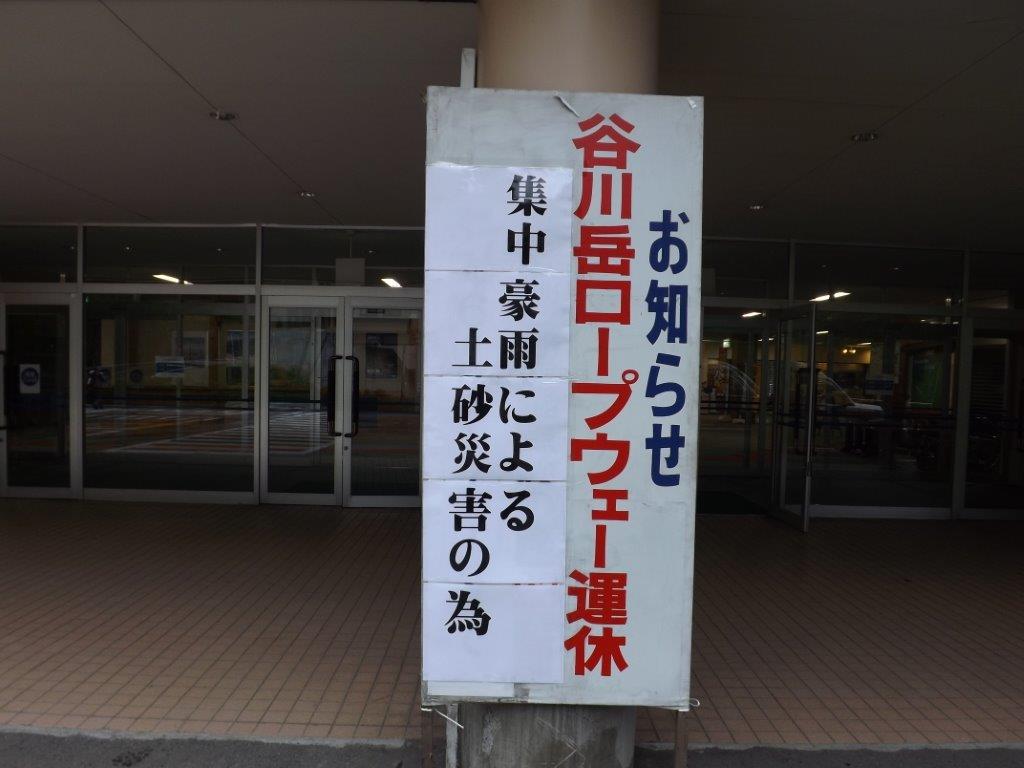 お知らせ
谷川岳ロープウェー運休
集中豪雨による
土砂災害の為